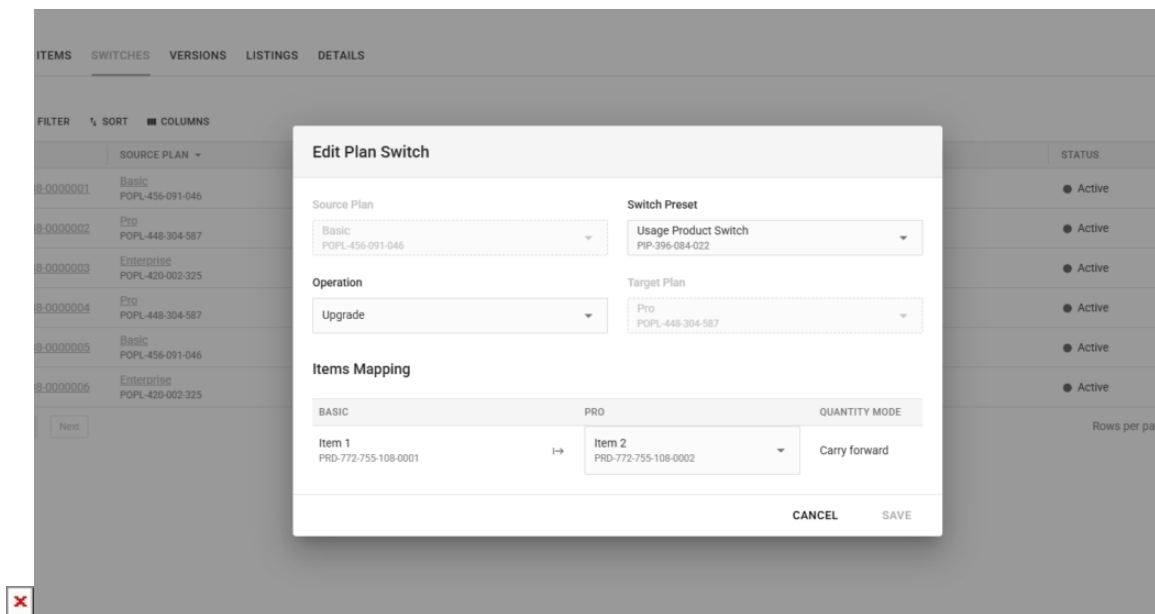 ITEMS SWITCHES VERSIONS LISTINGS DETAILS
FILTER SORT COLUMNS
SOURCE PLAN STATUS
8-0000001 Basic Active
POPL-456-091-046
8-0000002 Pro Active
POPL-448-304-587
8-0000003 Enterprise Active
POPL-420-002-325
8-0000004 Pro Active
POPL-448-304-587
8-0000005 Basic Active
POPL-456-091-046
8-0000006 Enterprise Active
POPL-420-002-325
Next Rows per pa
Edit Plan Switch
Source Plan Switch Preset
Basic Usage Product Switch
POPL-456-091-046 PIP-396-084-022
Operation Target Plan
Upgrade Pro
POPL-448-304-587
Items Mapping
BASIC PRO QUANTITY MODE
Item 1 Item 2 Carry forward
PRD-772-755-108-0001 PRD-772-755-108-0002
CANCEL SAVE